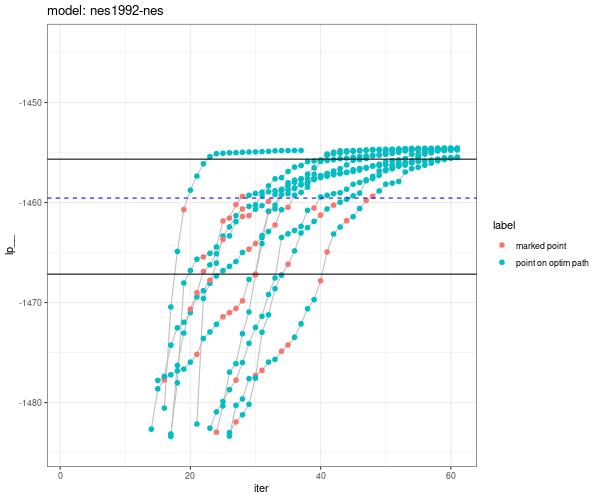 model: nes1992-nes
-1450
-1460
-1470
-1480
lp__
0 20 40 60
iter
label
marked point
point on optim path